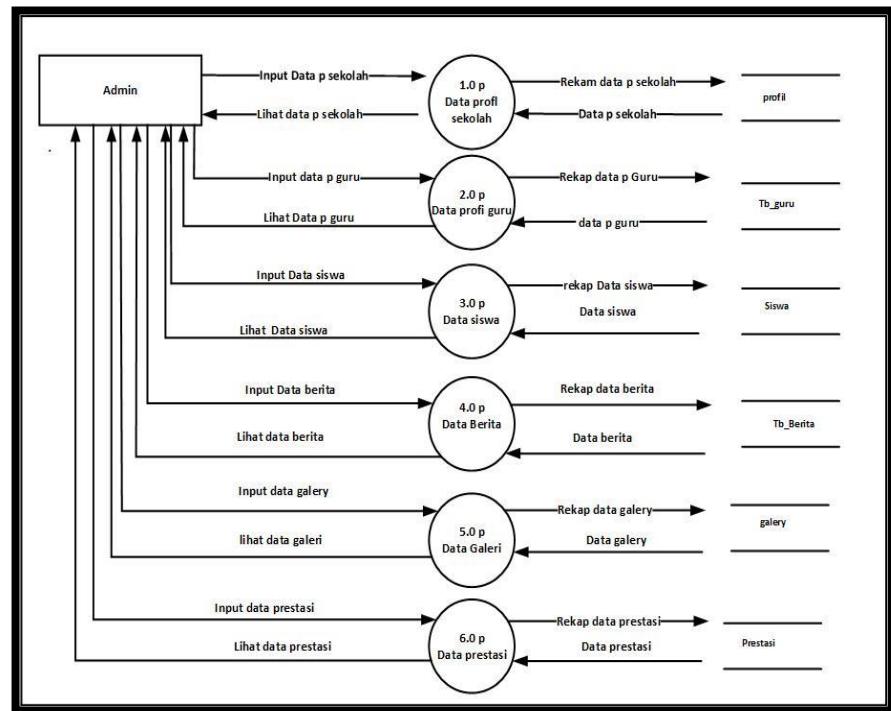 Admin
Input Data p sekolah
Lihat data p sekolah
1.0 p
Data profl
sekolah
Rekam data p sekolah
Data p sekolah
profil
Input data p guru
Lihat Data p guru
2.0 p
Data profi guru
Rekap data p Guru
data p guru
Tb_guru
Input Data siswa
Lihat Data siswa
3.0 p
Data siswa
rekap Data siswa
Data siswa
Siswa
Input Data berita
Lihat data berita
4.0 p
Data Berita
Rekap data berita
Data berita
Tb_Berita
Input data galery
lihat data galeri
5.0 p
Data Galeri
Rekap data galery
Data galery
galery
Input data prestasi
Lihat data prestasi
6.0 p
Data prestasi
Rekap data prestasi
Data prestasi
Prestasi